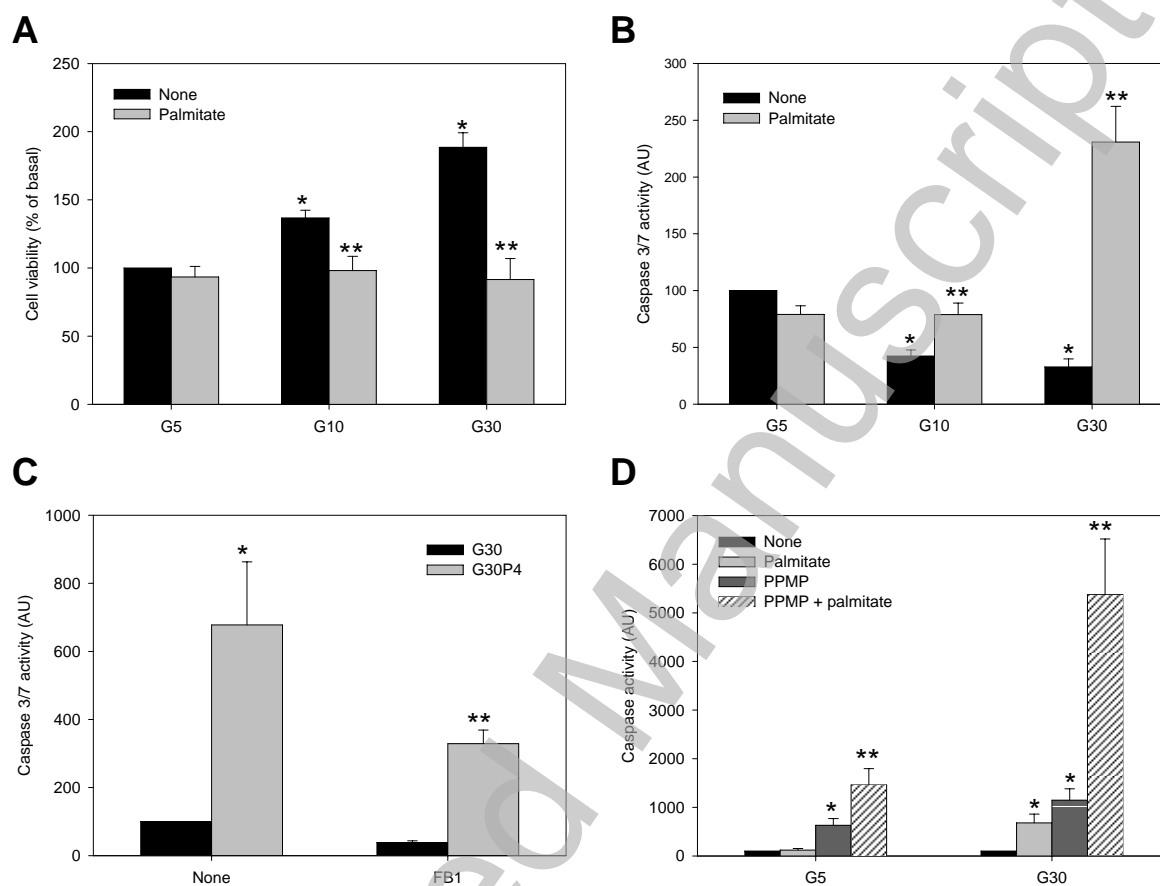 A
Cell viability (% of basal)
250
200
150
100
50
0
None
Palmitate
*
**
*
**
G5
G10
G30
B
Caspase 3/7 activity (AU)
300
250
200
150
100
50
0
None
Palmitate
*
**
*
**
G5
G10
G30
C
Caspase 3/7 activity (AU)
1000
800
600
400
200
0
G30
G30P4
*
**
None
FB1
D
Caspase activity (AU)
7000
6000
5000
4000
3000
2000
1000
0
None
Palmitate
PPMP
PPMP + palmitate
*
**
*
*
**
G5
G30
ed Manuscript